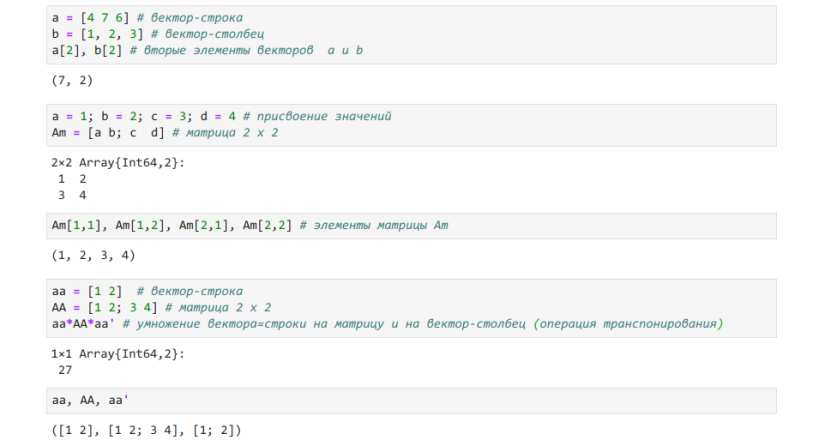 a = [4 7 6] # вектор-строка
b = [1, 2, 3] # вектор-столбец
a[2], b[2] # вторые элементы векторов a и b
(7, 2)
a = 1; b = 2; c = 3; d = 4 # присвоение значений
Am = [a b; c d] # матрица 2 x 2
2×2 Array{Int64,2}:
1 2
3 4
Am[1,1], Am[1,2], Am[2,1], Am[2,2] # элементы матрицы Am
(1, 2, 3, 4)
aa = [1 2] # вектор-строка
AA = [1 2; 3 4] # матрица 2 x 2
aa*AA*aa' # умножение вектора=строки на матрицу и на вектор-столбец (операция транспонирования)
1×1 Array{Int64,2}:
27
aa, AA, aa'
([1 2], [1 2; 3 4], [1; 2])